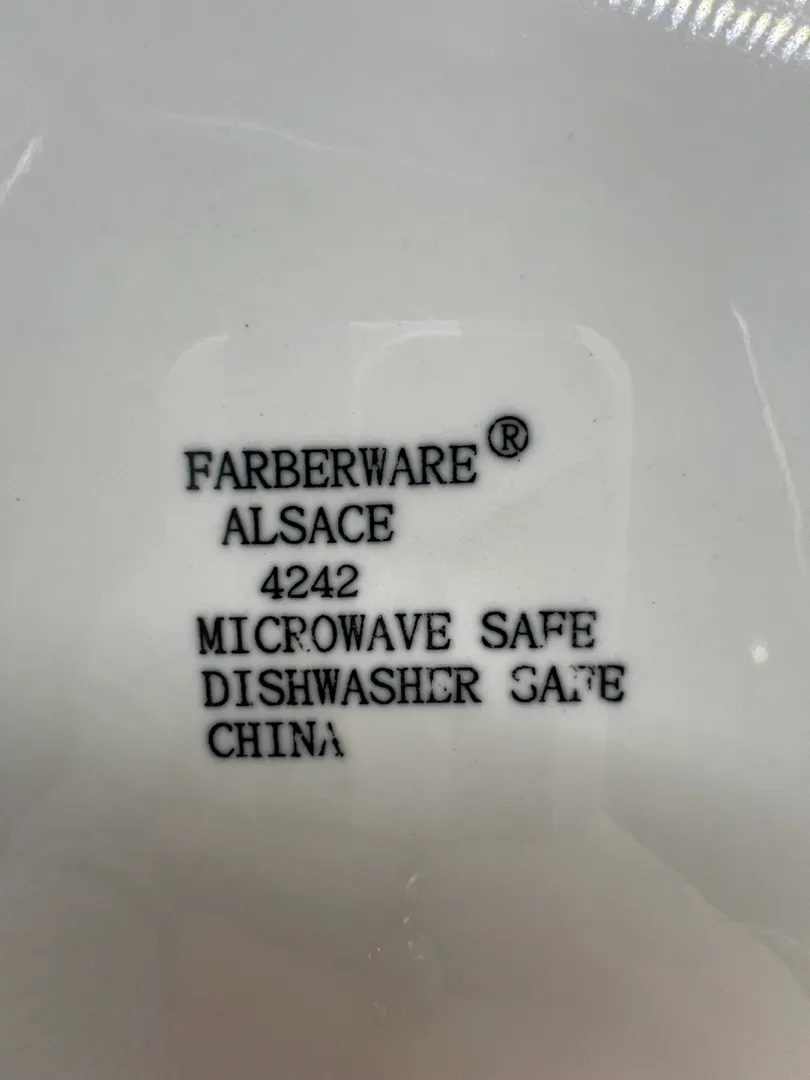 FARBERWARE®
ALSACE
4242
MICROWAVE SAFE
DISHWASHER SAFE
CHINA